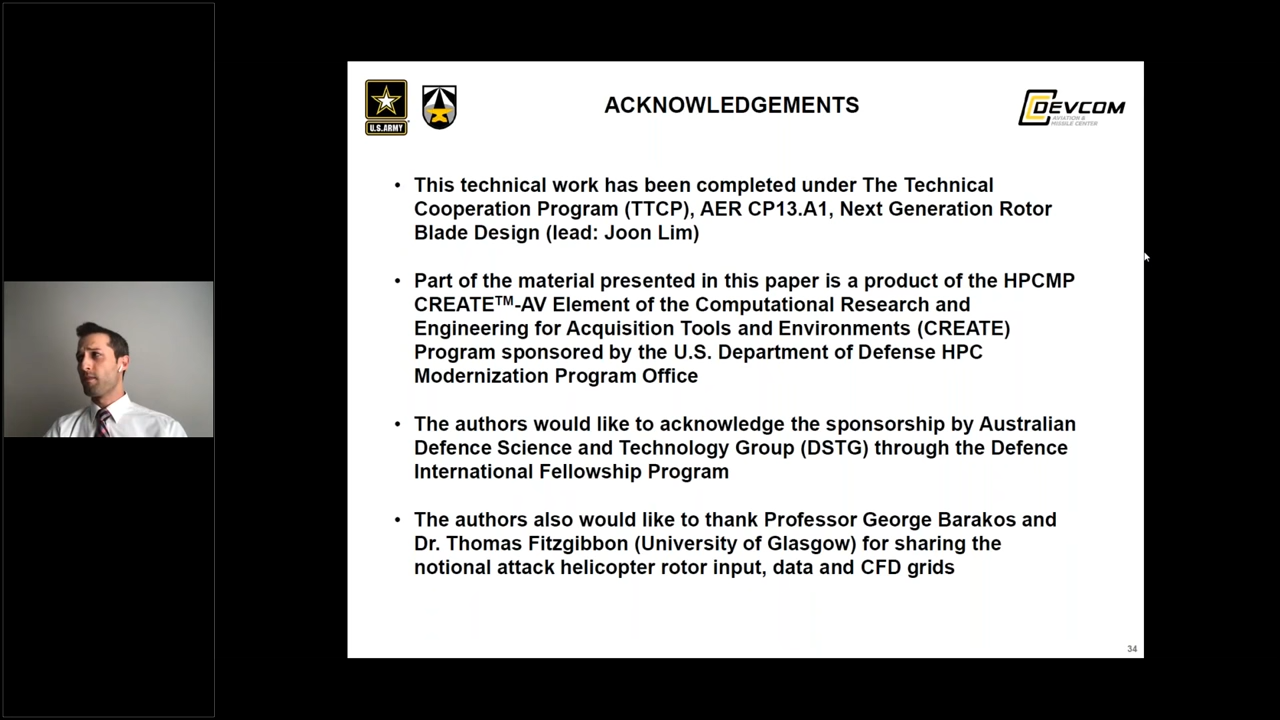 ACKNOWLEDGEMENTS
U.S.ARMY
DEVCOM
AVIATION &
MISSILE CENTER
• This technical work has been completed under The Technical
Cooperation Program (TTCP), AER CP13.A1, Next Generation Rotor
Blade Design (lead: Joon Lim)
• Part of the material presented in this paper is a product of the HPCMP
CREATE™-AV Element of the Computational Research and
Engineering for Acquisition Tools and Environments (CREATE)
Program sponsored by the U.S. Department of Defense HPC
Modernization Program Office
• The authors would like to acknowledge the sponsorship by Australian
Defence Science and Technology Group (DSTG) through the Defence
International Fellowship Program
• The authors also would like to thank Professor George Barakos and
Dr. Thomas Fitzgibbon (University of Glasgow) for sharing the
notional attack helicopter rotor input, data and CFD grids
34